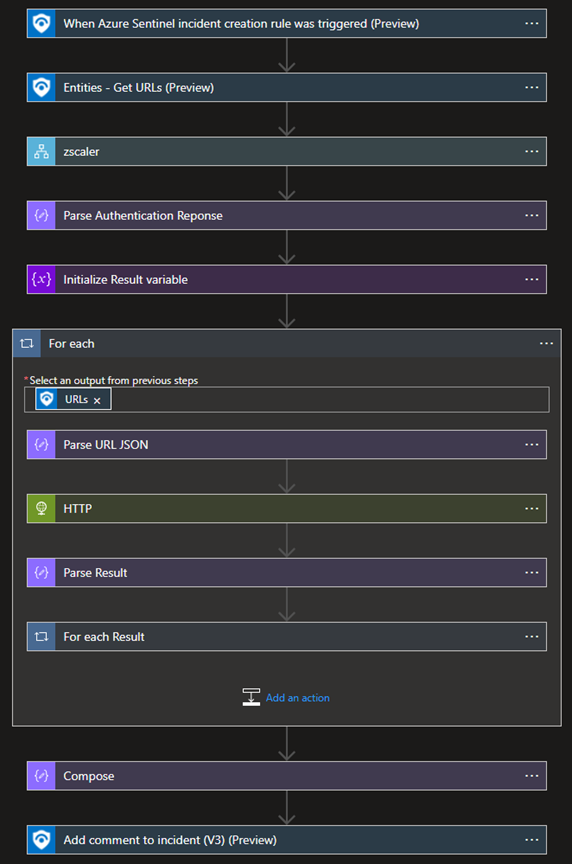 When Azure Sentinel incident creation rule was triggered (Preview)
Entities - Get URLs (Preview)
zscaler
Parse Authentication Reponse
Initialize Result variable
For each
*Select an output from previous steps
URLs ×
Parse URL JSON
HTTP
Parse Result
For each Result
Add an action
Compose
Add comment to incident (V3) (Preview)